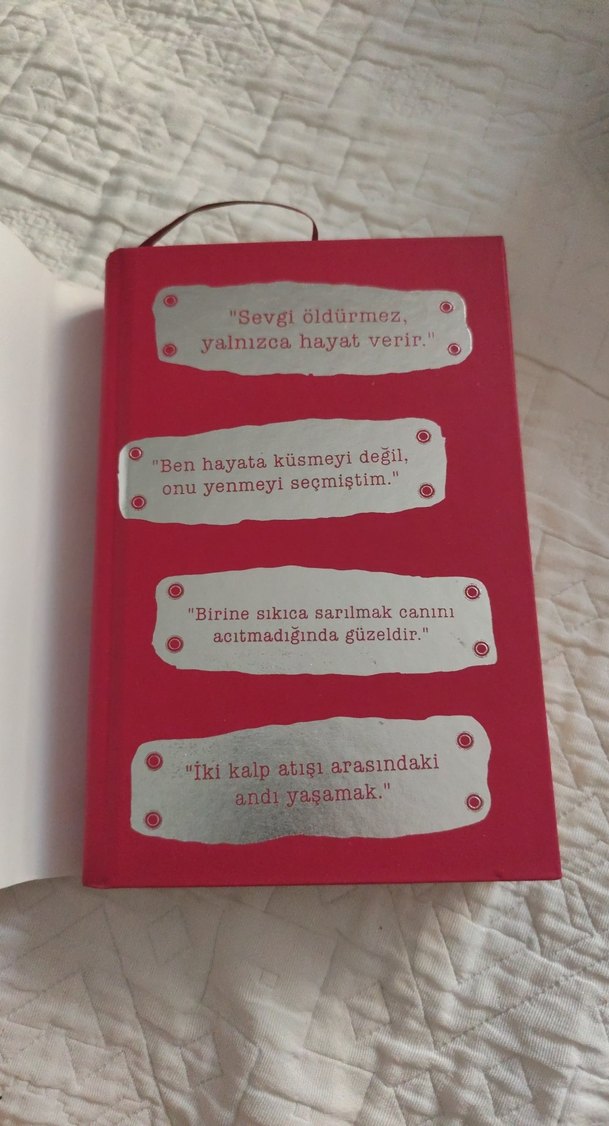 "Sevgi öldürmez,
yalnızca hayat verir."
"Ben hayata küsmeyi değil,
onu yenmeyi seçmiştim."
"Birine sıkıca sarılmak canını
acıtmadığında güzeldir."
"İki kalp atışı arasındaki
andı yaşamak."